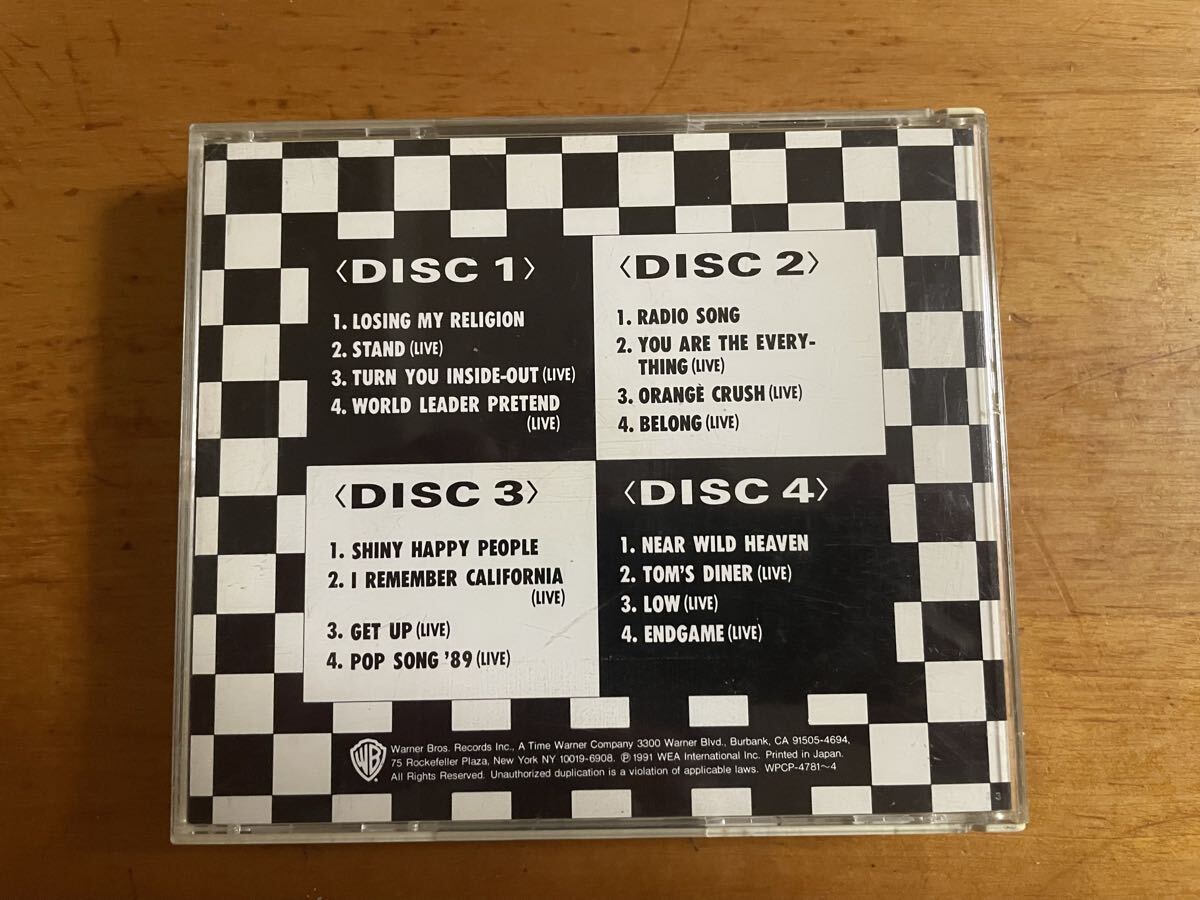 〈DISC 1〉
1. LOSING MY RELIGION
2. STAND (LIVE)
3. TURN YOU INSIDE-OUT (LIVE)
4. WORLD LEADER PRETEND
(LIVE)
〈DISC 2〉
1. RADIO SONG
2. YOU ARE THE EVERY-
THING (LIVE)
3. ORANGE CRUSH (LIVE)
4. BELONG (LIVE)
〈DISC 3〉
1. SHINY HAPPY PEOPLE
2. I REMEMBER CALIFORNIA
(LIVE)
3. GET UP (LIVE)
4. POP SONG '89 (LIVE)
〈DISC 4〉
1. NEAR WILD HEAVEN
2. TOM'S DINER (LIVE)
3. LOW (LIVE)
4. ENDGAME (LIVE)
WB
Warner Bros. Records Inc., A Time Warner Company 3300 Warner Blvd., Burbank, CA 91505-4694,
75 Rockefeller Plaza, New York NY 10019-6908. ℗1991 WEA International Inc. Printed in Japan.
All Rights Reserved. Unauthorized duplication is a violation of applicable laws. WPCP-4781～4
3